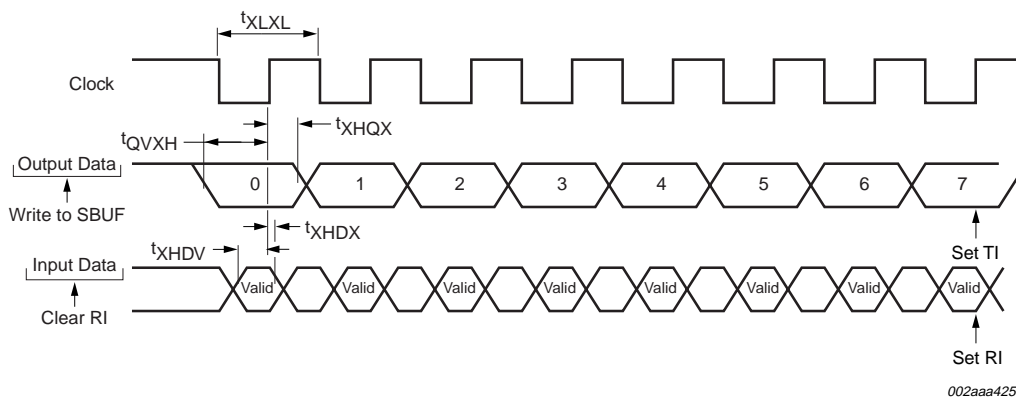 tXLXL
Clock
tXHQX
tQVXH
Output Data
0 1 2 3 4 5 6 7
Write to SBUF
tXHDX
Set TI
tXHDV
Input Data
Valid Valid Valid Valid Valid Valid Valid Valid
Clear RI
Set RI
002aaa425